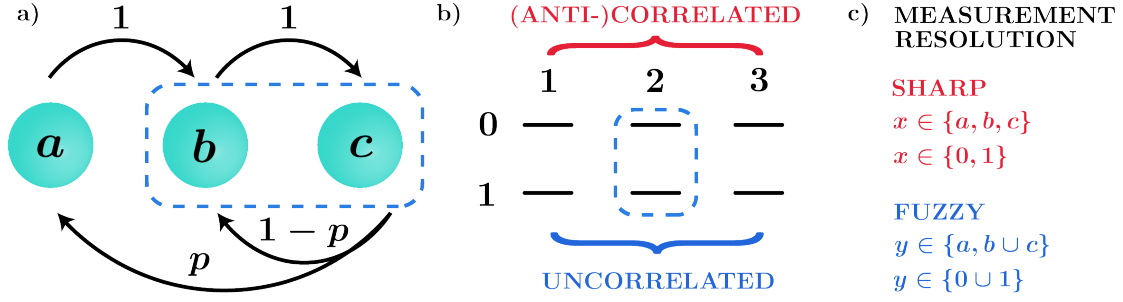 a)
1
1
a
b
c
1 − p
p
b)
(ANTI-)CORRELATED
1 2 3
0
1
UNCORRELATED
c) MEASUREMENT
RESOLUTION
SHARP
x ∈ {a, b, c}
x ∈ {0, 1}
FUZZY
y ∈ {a, b ∪ c}
y ∈ {0 ∪ 1}